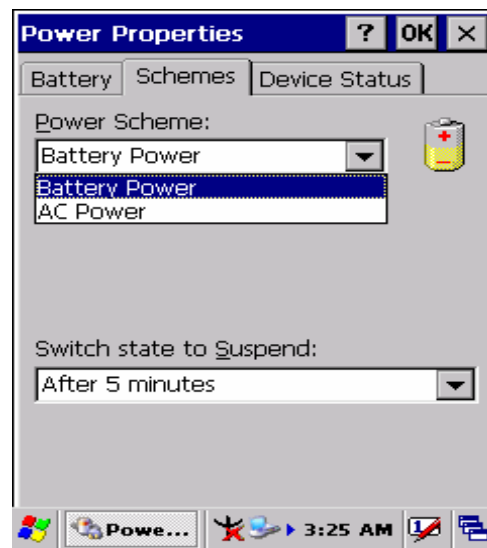 Power Properties ? OK ×
Battery Schemes Device Status
Power Scheme:
Battery Power
Battery Power
AC Power
Switch state to Suspend:
After 5 minutes
Powe... 3:25 AM